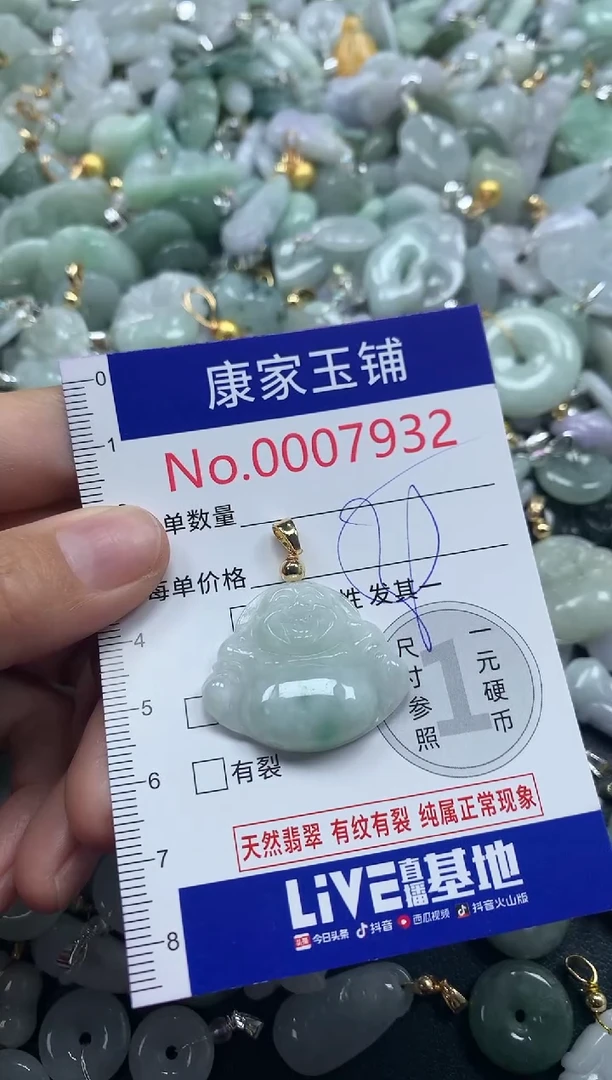 0
康家玉铺
1
No.0007932
单数量
每单价格
性 发其一
4
尺寸参照
1
一元硬币
5
6
有裂
天然翡翠 有纹有裂 纯属正常现象
7
LiVE直播基地
8
头条 今日头条 抖音 西瓜视频 抖音火山版